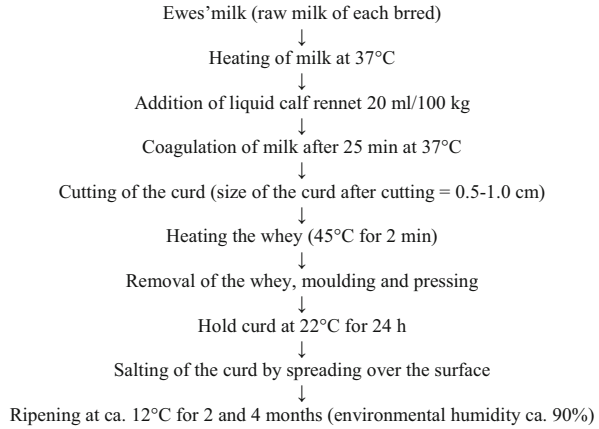 Ewes’milk (raw milk of each brred)
↓
Heating of milk at 37°C
↓
Addition of liquid calf rennet 20 ml/100 kg
↓
Coagulation of milk after 25 min at 37°C
↓
Cutting of the curd (size of the curd after cutting = 0.5-1.0 cm)
↓
Heating the whey (45°C for 2 min)
↓
Removal of the whey, moulding and pressing
↓
Hold curd at 22°C for 24 h
↓
Salting of the curd by spreading over the surface
↓
Ripening at ca. 12°C for 2 and 4 months (environmental humidity ca. 90%)